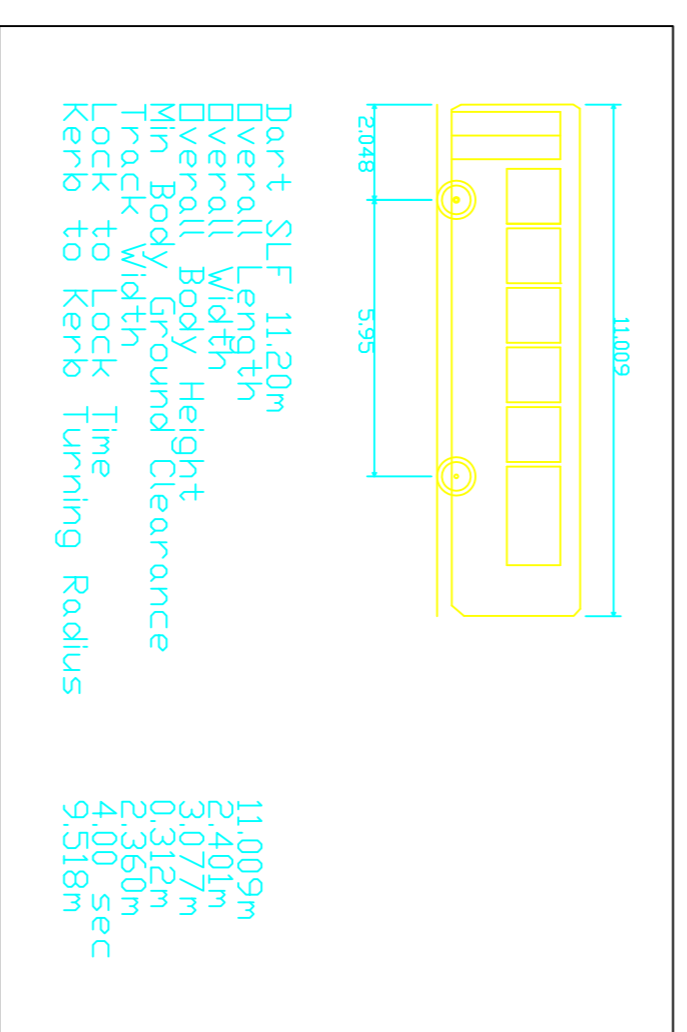 11.009
2.048
5.95
Dart SLF 11.20m
Overall Length 11.009m
Overall Width 2.401m
Overall Body Height 3.077m
Min Body Ground Clearance 0.312m
Track Width 2.360m
Lock to Lock Time 4.00 sec
Kerb to Kerb Turning Radius 9.518m